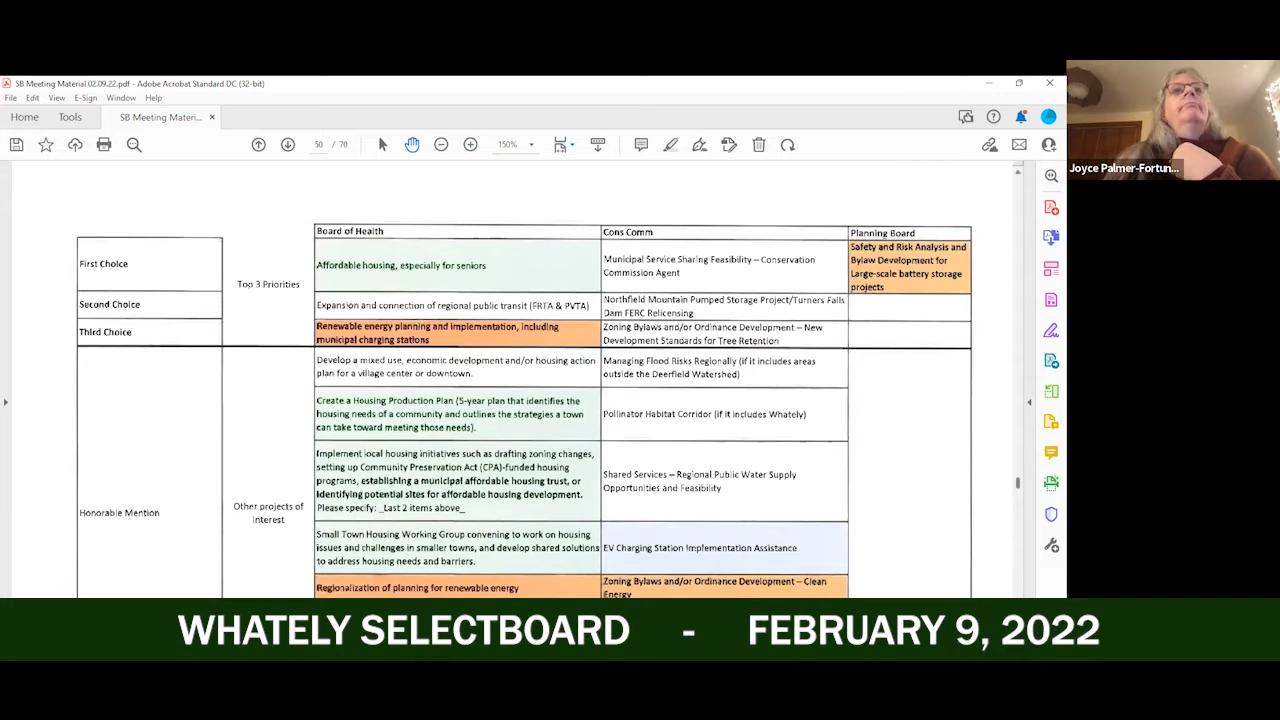 SB Meeting Material 02.09.22.pdf - Adobe Acrobat Standard DC (32-bit)
File Edit View E-Sign Window Help
Home Tools SB Meeting Materi... ×
50 / 70 150%
Joyce Palmer-Fortun...
Board of Health Cons Comm Planning Board
First Choice
Top 3 Priorities
Affordable housing, especially for seniors
Municipal Service Sharing Feasibility – Conservation
Commission Agent
Safety and Risk Analysis and
Bylaw Development for
Large-scale battery storage
projects
Second Choice
Expansion and connection of regional public transit (FRTA & PVTA)
Northfield Mountain Pumped Storage Project/Turners Falls
Dam FERC Relicensing
Third Choice
Renewable energy planning and implementation, including
municipal charging stations
Zoning Bylaws and/or Ordinance Development – New
Development Standards for Tree Retention
Honorable Mention
Other projects of
Interest
Develop a mixed use, economic development and/or housing action
plan for a village center or downtown.
Managing Flood Risks Regionally (if it includes areas
outside the Deerfield Watershed)
Create a Housing Production Plan (5-year plan that identifies the
housing needs of a community and outlines the strategies a town
can take toward meeting those needs).
Pollinator Habitat Corridor (if it includes Whately)
Implement local housing initiatives such as drafting zoning changes,
setting up Community Preservation Act (CPA)-funded housing
programs, establishing a municipal affordable housing trust, or
identifying potential sites for affordable housing development.
Please specify: _Last 2 items above_
Shared Services – Regional Public Water Supply
Opportunities and Feasibility
Small Town Housing Working Group convening to work on housing
issues and challenges in smaller towns, and develop shared solutions
to address housing needs and barriers.
EV Charging Station Implementation Assistance
Regionalization of planning for renewable energy
Zoning Bylaws and/or Ordinance Development – Clean
Energy
WHATELY SELECTBOARD - FEBRUARY 9, 2022